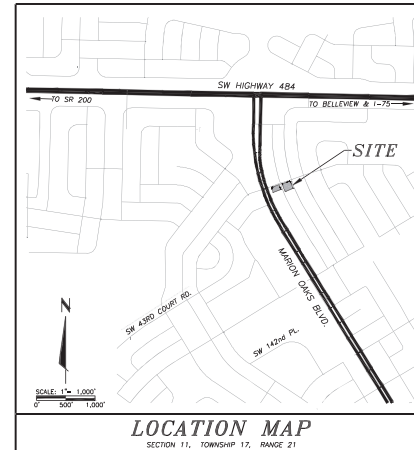 SW HIGHWAY 484
TO SR 200
TO BELLEVIEW & I-75
SITE
MARION OAKS BLVD.
SW 43RD COURT RD.
SW 142nd PL.
N
SCALE: 1"= 1,000'
0' 500' 1,000'
LOCATION MAP
SECTION 11, TOWNSHIP 17, RANGE 21